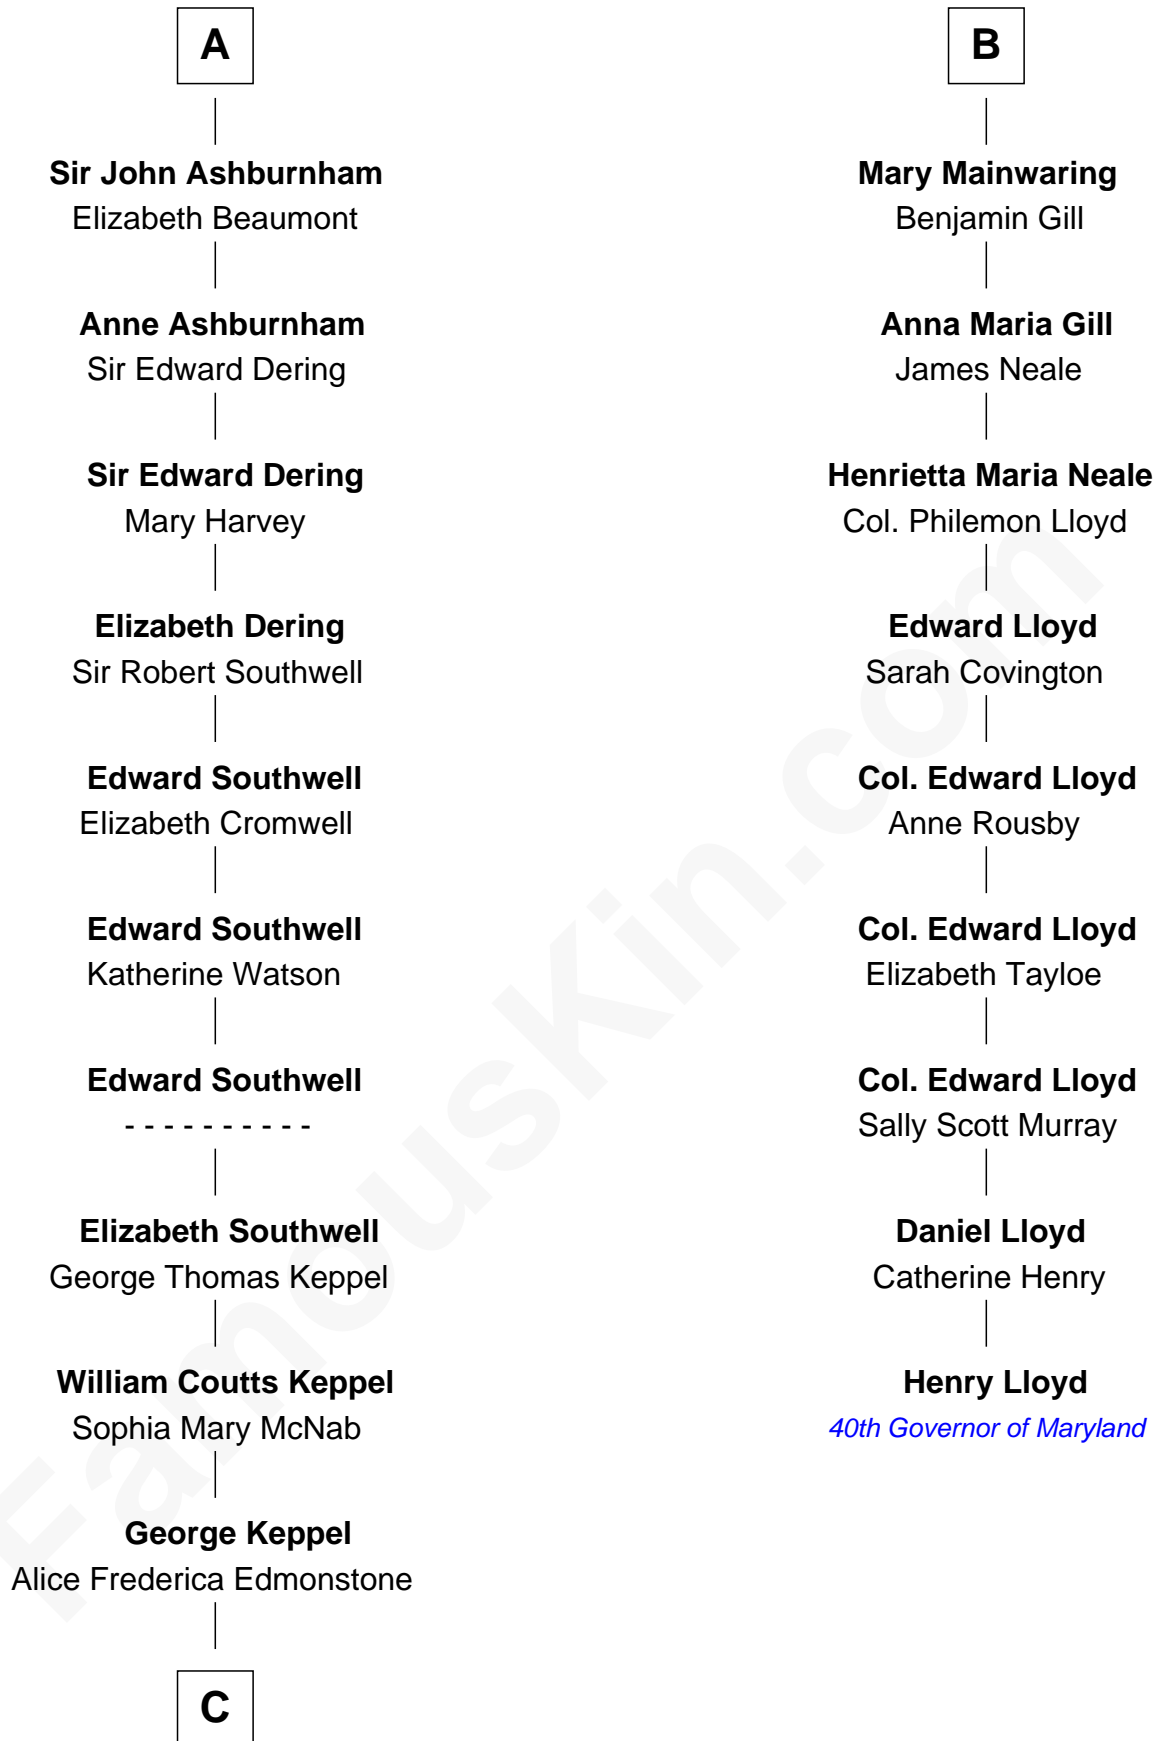 A
Sir John Ashburnham
Elizabeth Beaumont
Anne Ashburnham
Sir Edward Dering
Sir Edward Dering
Mary Harvey
Elizabeth Dering
Sir Robert Southwell
Edward Southwell
Elizabeth Cromwell
Edward Southwell
Katherine Watson
Edward Southwell
- - - - - - - - - -
Elizabeth Southwell
George Thomas Keppel
William Coutts Keppel
Sophia Mary McNab
George Keppel
Alice Frederica Edmonstone
C
B
Mary Mainwaring
Benjamin Gill
Anna Maria Gill
James Neale
Henrietta Maria Neale
Col. Philemon Lloyd
Edward Lloyd
Sarah Covington
Col. Edward Lloyd
Anne Rousby
Col. Edward Lloyd
Elizabeth Tayloe
Col. Edward Lloyd
Sally Scott Murray
Daniel Lloyd
Catherine Henry
Henry Lloyd
40th Governor of Maryland
FamousKin.com